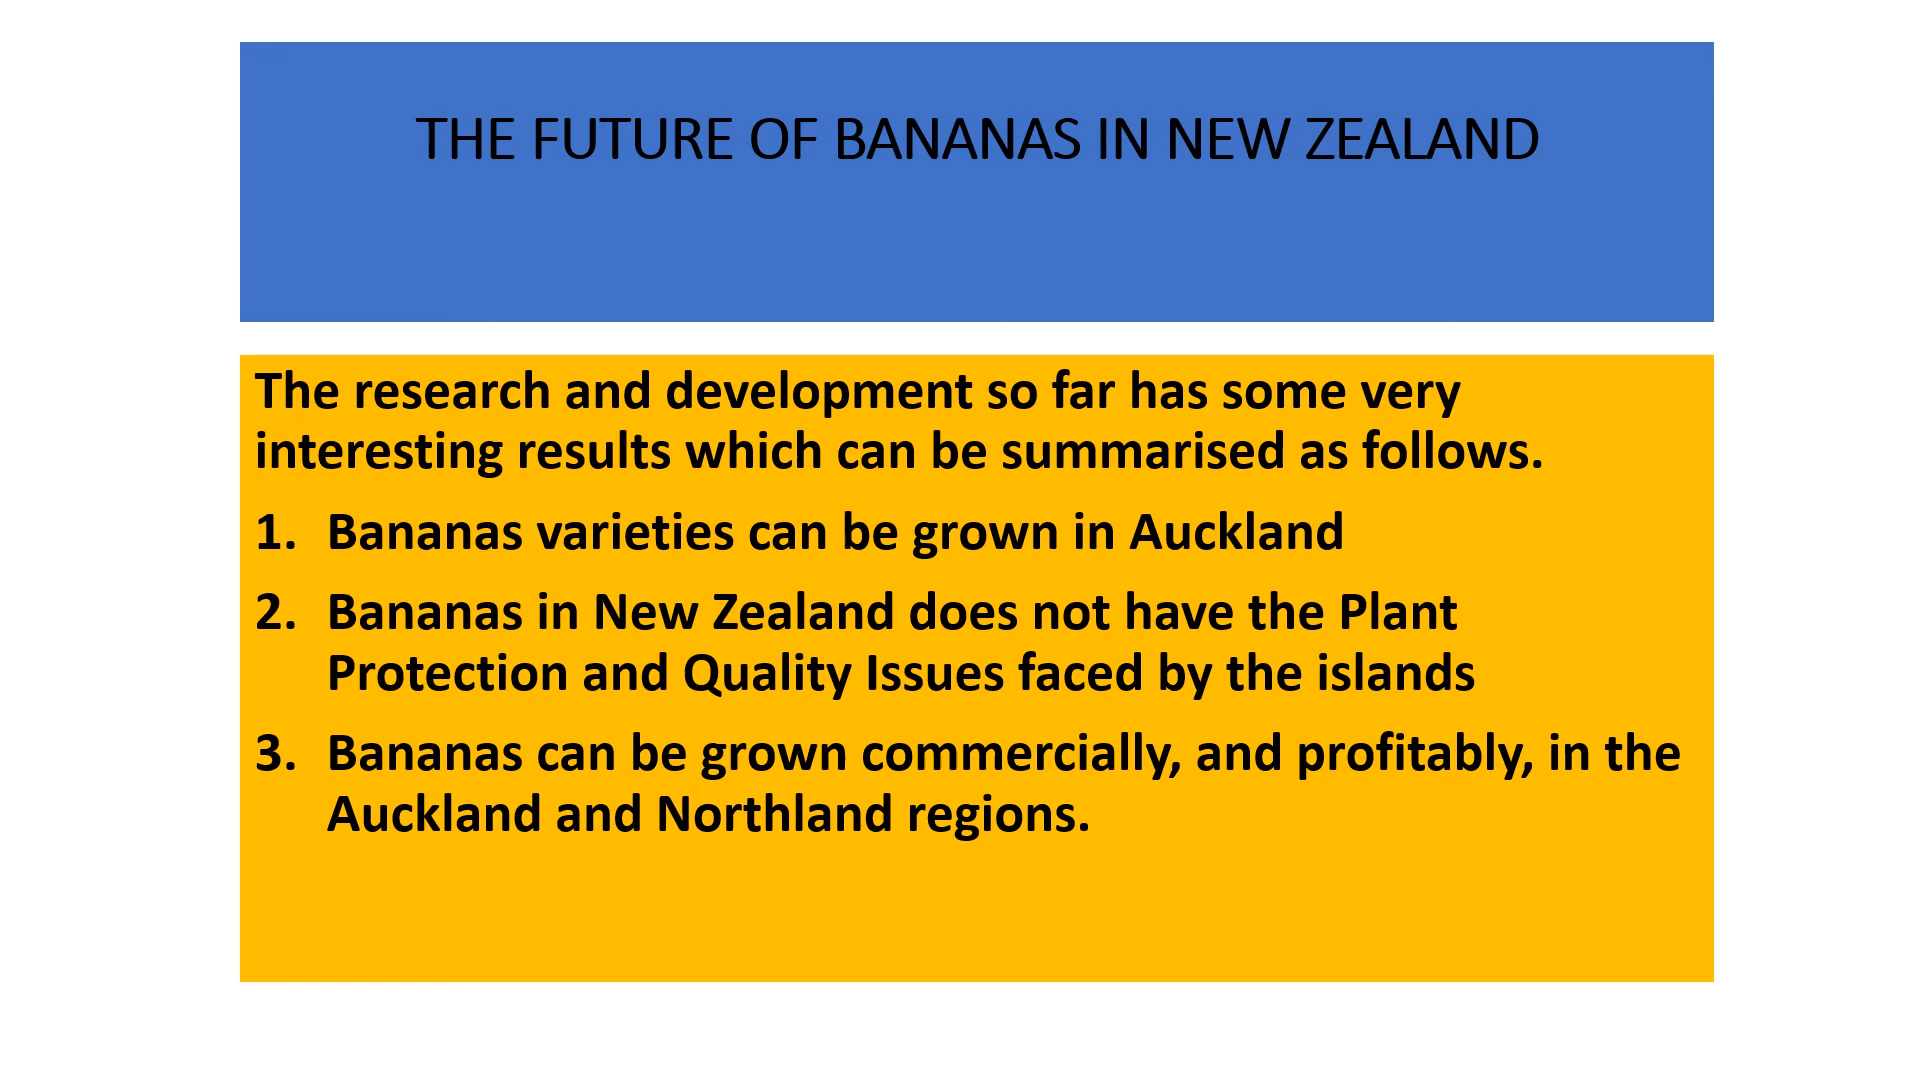 THE FUTURE OF BANANAS IN NEW ZEALAND
The research and development so far has some very
interesting results which can be summarised as follows.
1. Bananas varieties can be grown in Auckland
2. Bananas in New Zealand does not have the Plant
Protection and Quality Issues faced by the islands
3. Bananas can be grown commercially, and profitably, in the
Auckland and Northland regions.